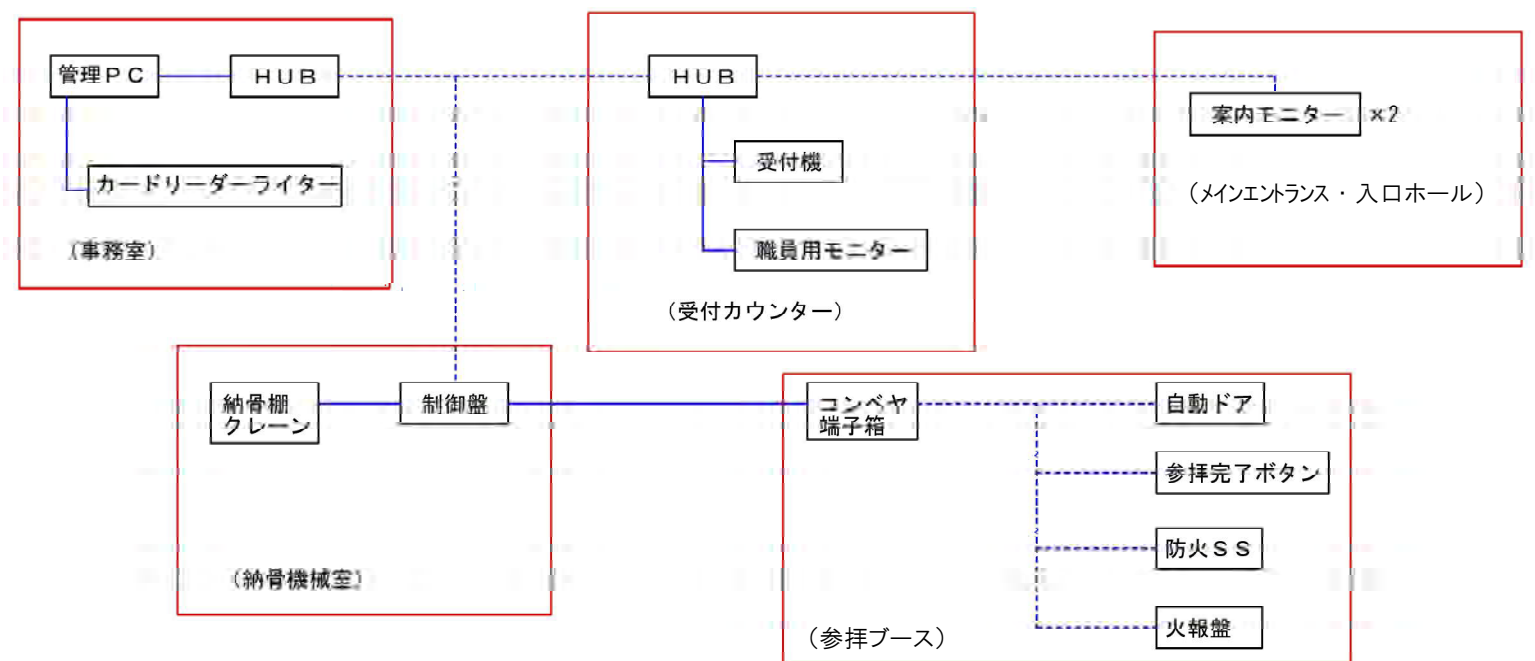 管理ＰＣ
ＨＵＢ
カードリーダーライター
（事務室）
ＨＵＢ
受付機
職員用モニター
（受付カウンター）
案内モニター ×2
（メインエントランス・入口ホール）
納骨棚
クレーン
制御盤
（納骨機械室）
コンベヤ
端子箱
自動ドア
参拝完了ボタン
防火ＳＳ
火報盤
（参拝ブース）